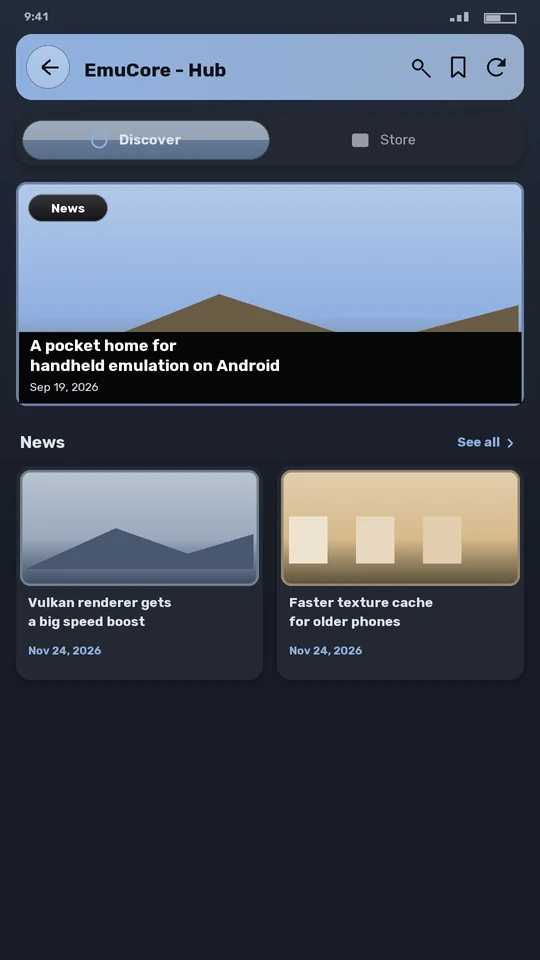 9:41
EmuCore - Hub
Discover
Store
News
A pocket home for
handheld emulation on Android
Sep 19, 2026
News
See all
Vulkan renderer gets
a big speed boost
Nov 24, 2026
Faster texture cache
for older phones
Nov 24, 2026